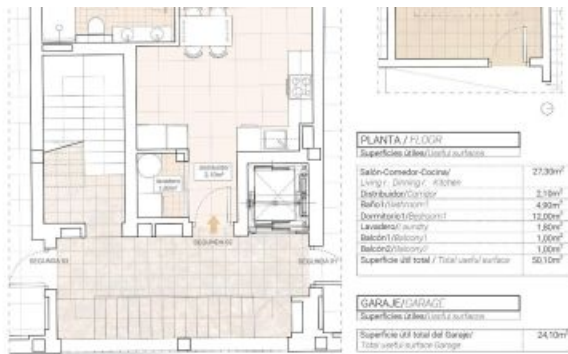 distribuidor
2,10m²
lavadero
1,80m²
SEGUNDA 02
SEGUNDA 03
SEGUNDA 01
PLANTA / FLOOR
Superficies útiles/Useful surfaces
Salón-Comedor-Cocina/ 27,30m²
Living r. - Dinning r. - Kitchen
Distribuidor/Corridor 2,10m²
Baño1/Bathroom1 4,90m²
Dormitorio1/Bedroom1 12,00m²
Lavadero/Laundry 1,80m²
Balcón1/Balcony1 1,00m²
Balcón2/Balcony2 1,00m²
Superficie útil total / Total useful surface 50,10m²
GARAJE/GARAGE
Superficies útiles/Useful surfaces
Superficie útil total del Garaje/ 24,10m²
Total useful surface Garage